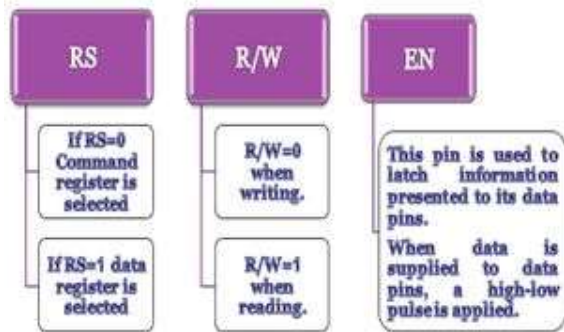 RS
If RS=0
Command
register is
selected
If RS=1 data
register is
selected
R/W
R/W=0
when
writing.
R/W=1
when
reading.
EN
This pin is used to
latch information
presented to its data
pins.
When data is
supplied to data
pins, a high-low
pulse is applied.